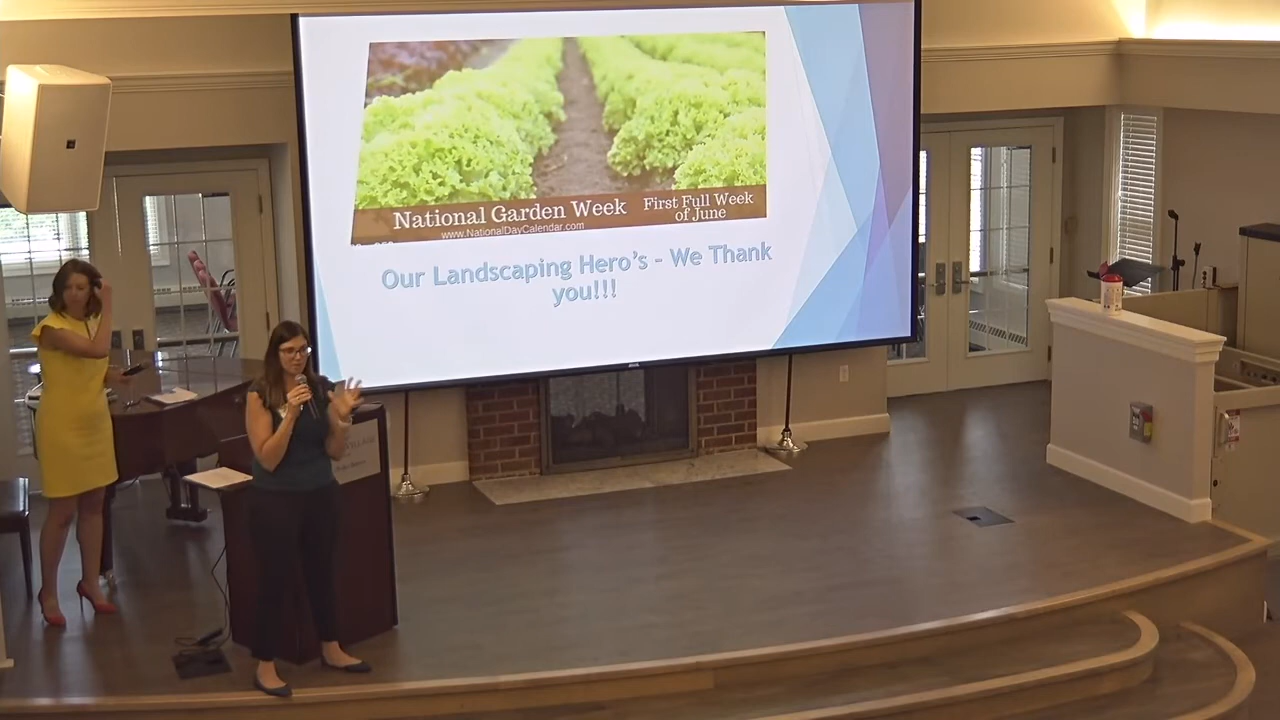 National Garden Week
First Full Week
of June
www.NationalDayCalendar.com
Our Landscaping Hero's - We Thank
you!!!